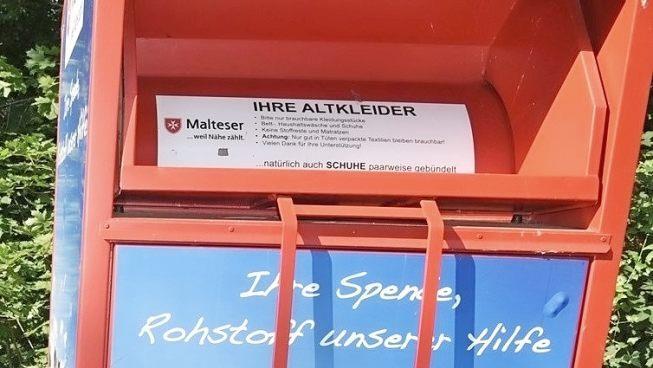 IHRE ALTKLEIDER
Malteser
...weil Nähe zählt.
• Bitte nur brauchbare Kleidungsstücke
• Bett- Haushaltswäsche und Schuhe
• Keine Stoffreste und Matratzen
• Achtung: Nur gut in Tüten verpackte Textilien bleiben brauchbar!
• Vielen Dank für Ihre Unterstützung!
...natürlich auch SCHUHE paarweise gebündelt
Ihre Spende,
Rohstoff unserer Hilfe